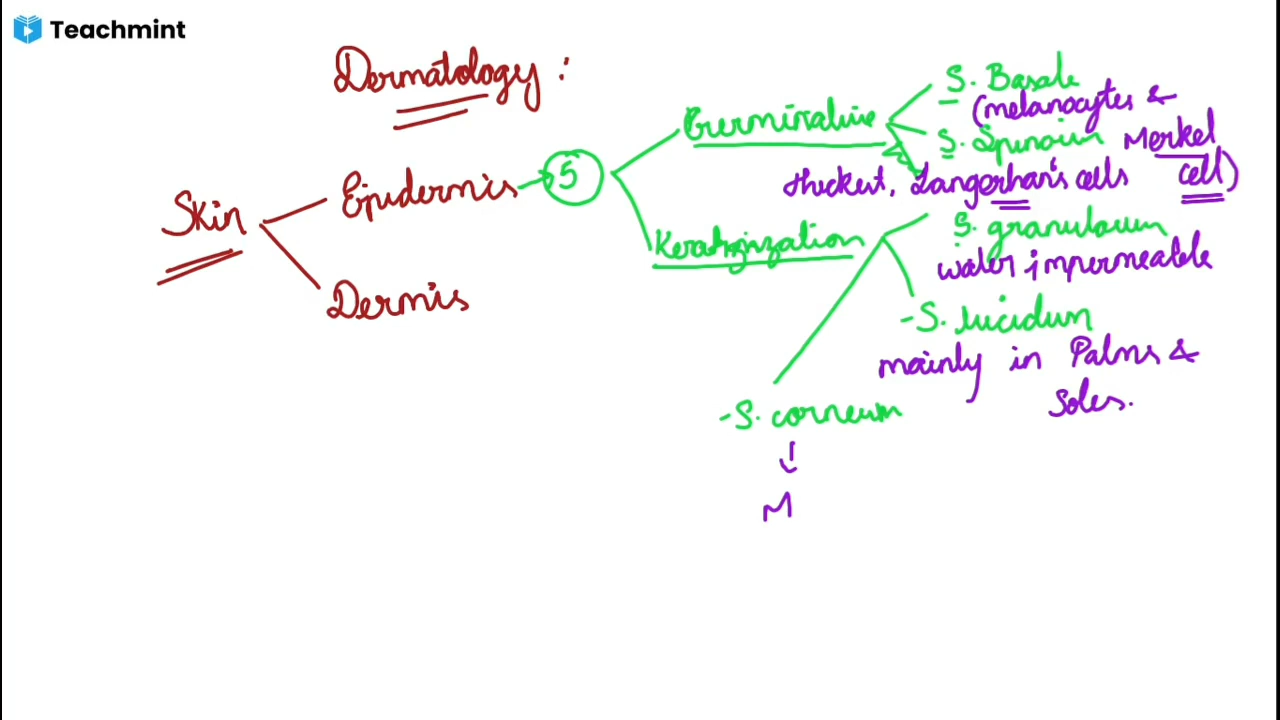 Teachmint
Dermatology :
Skin
Epidermis
5
Dermis
Germinative
S. Basale
(melanocytes &
Merkel
cell)
S. Spinosum
thickest, Langerhan's cells
Keratinization
S. granulosum
water impermeable
-S. lucidum
mainly in Palms &
Soles.
-S. corneum
M